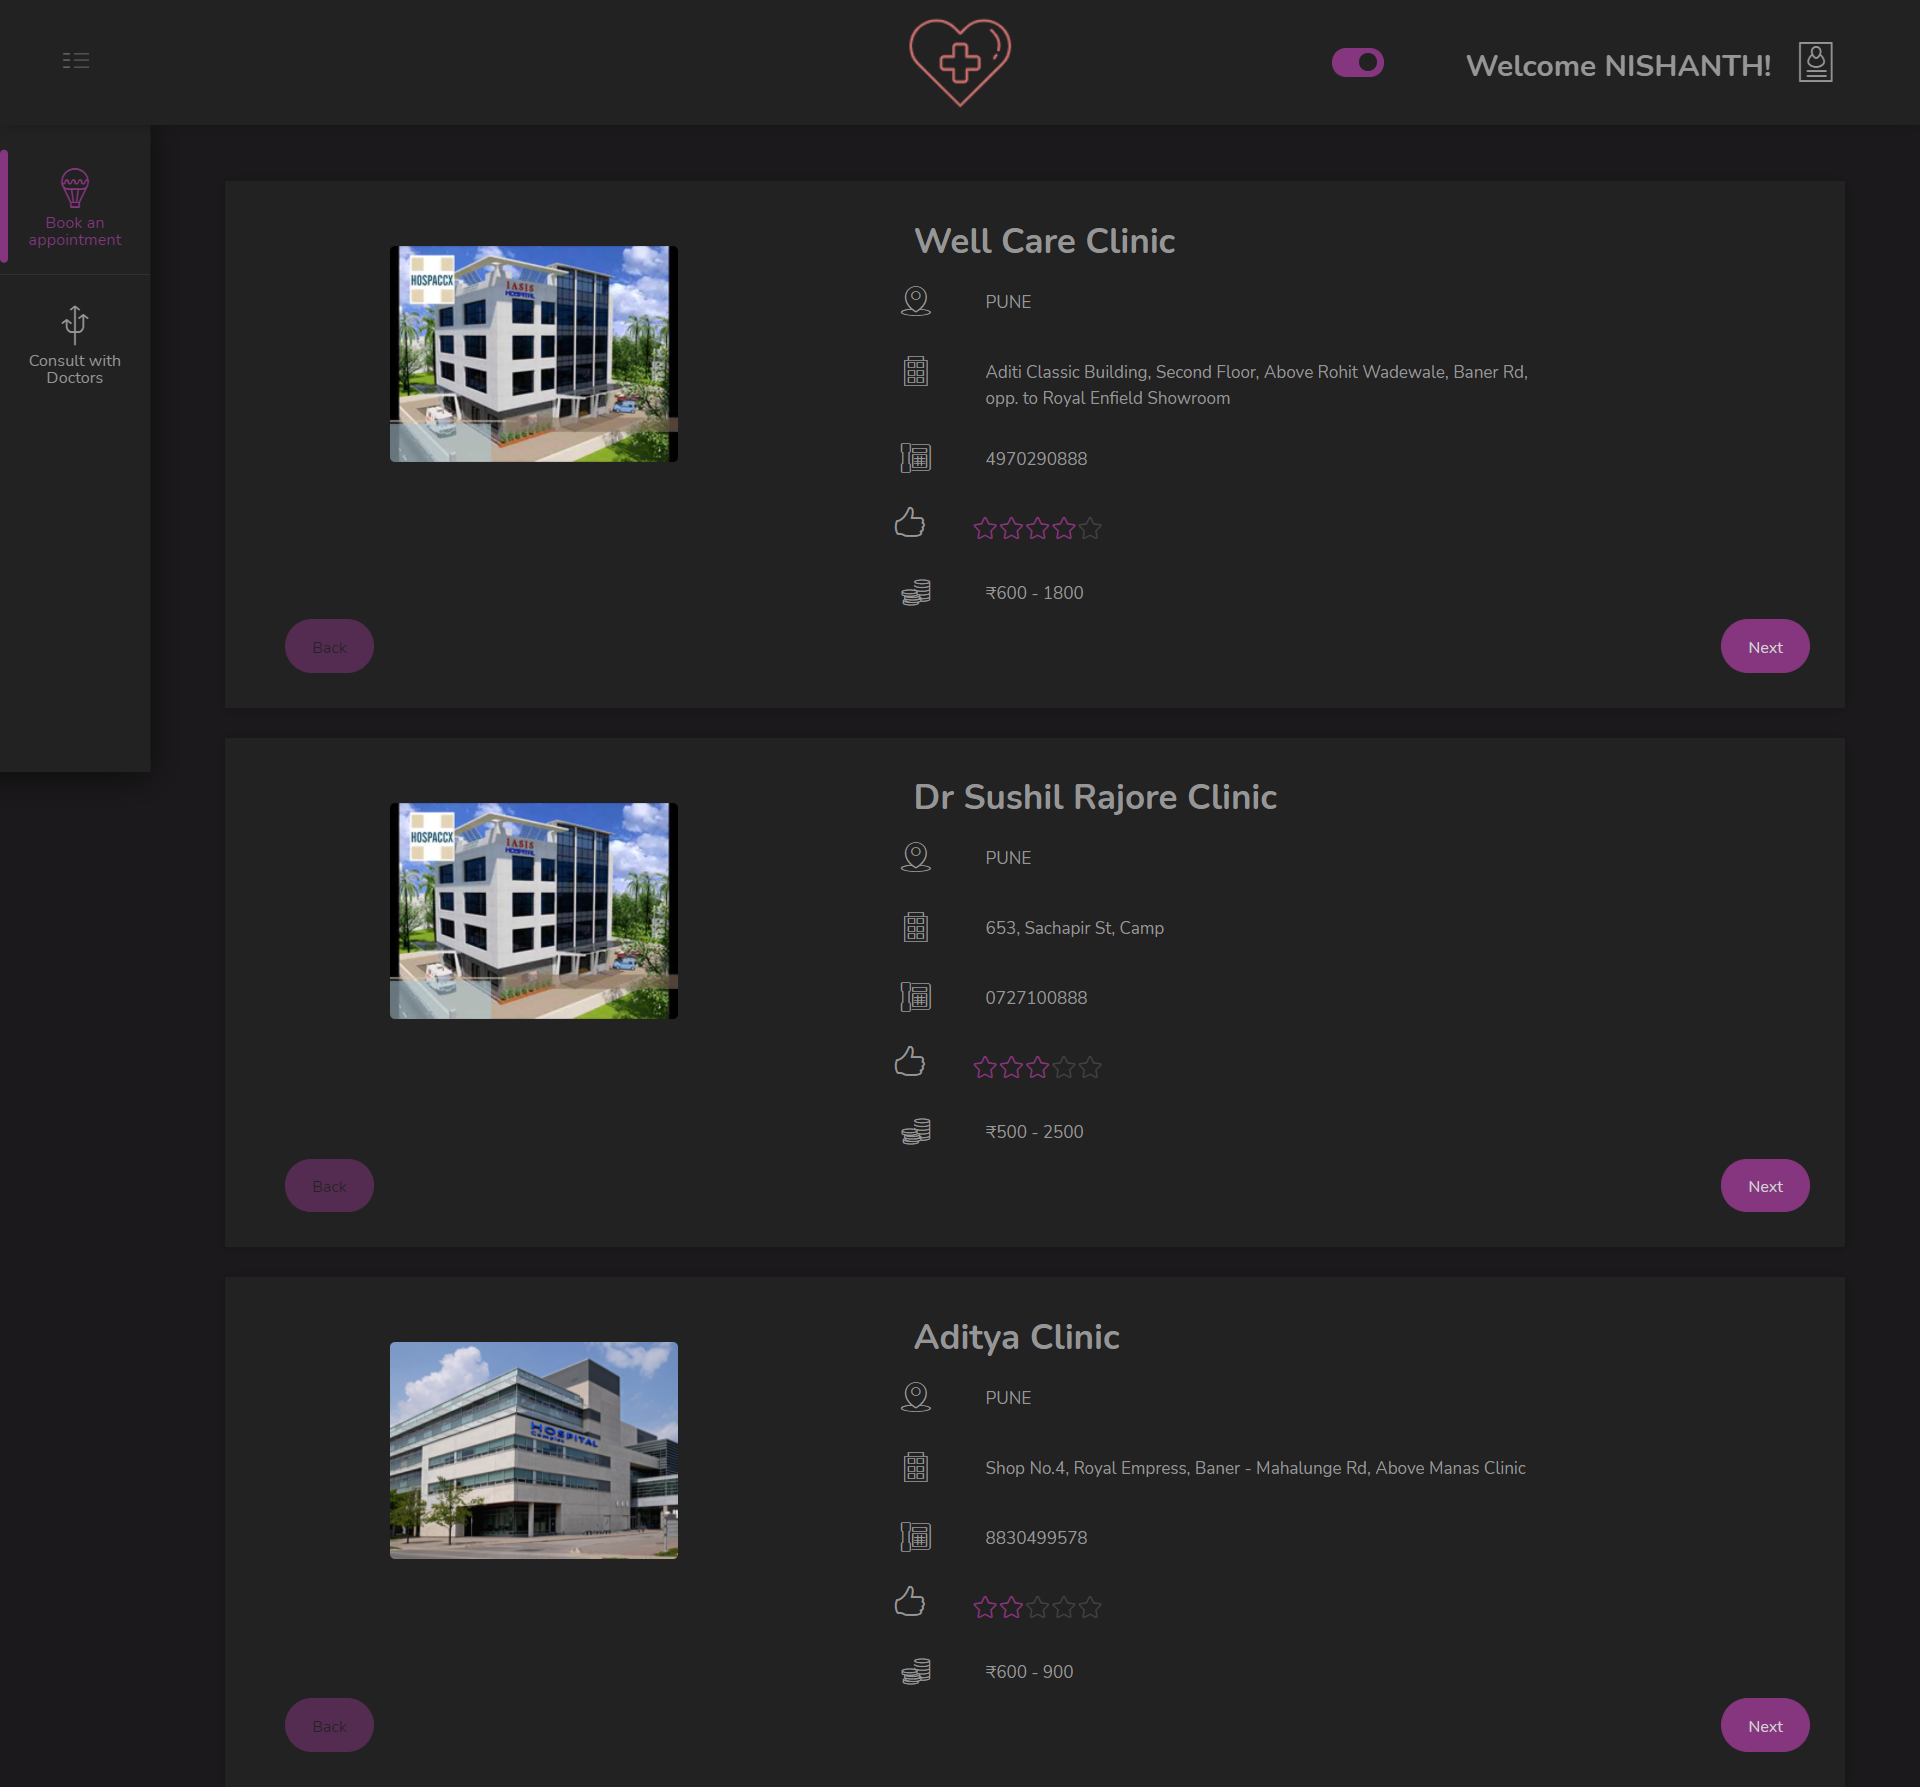 Welcome NISHANTH!
Book an
appointment
Consult with
Doctors
Well Care Clinic
HOSPACCX
IASIS
HOSPITAL
PUNE
Aditi Classic Building, Second Floor, Above Rohit Wadewale, Baner Rd,
opp. to Royal Enfield Showroom
4970290888
₹600 - 1800
Back
Next
Dr Sushil Rajore Clinic
HOSPACCX
IASIS
HOSPITAL
PUNE
653, Sachapir St, Camp
0727100888
₹500 - 2500
Back
Next
Aditya Clinic
HOSPITAL
Campus
PUNE
Shop No.4, Royal Empress, Baner - Mahalunge Rd, Above Manas Clinic
8830499578
₹600 - 900
Back
Next